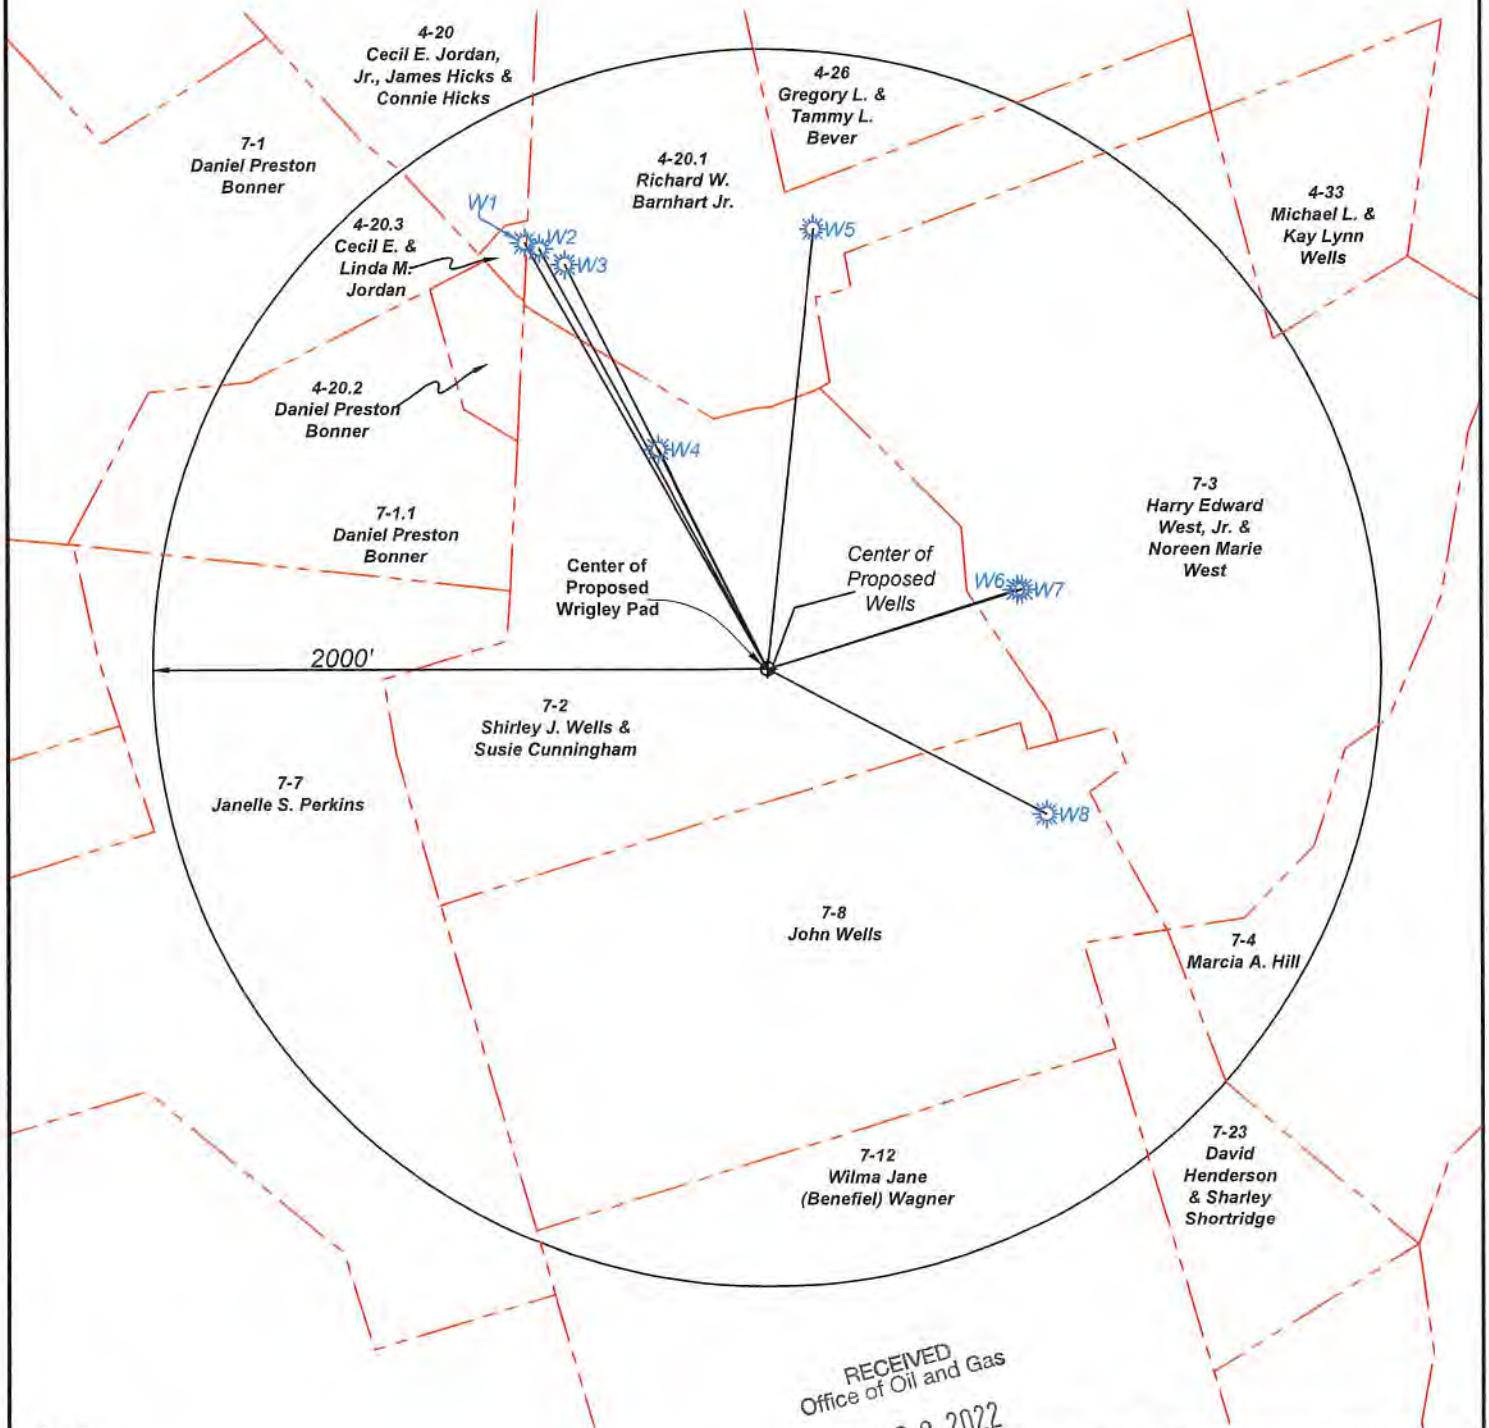 4-20
Cecil E. Jordan,
Jr., James Hicks &
Connie Hicks
4-26
Gregory L. &
Tammy L.
Bever
7-1
Daniel Preston
Bonner
4-20.1
Richard W.
Barnhart Jr.
4-33
Michael L. &
Kay Lynn
Wells
W1
W2
W3
W5
4-20.3
Cecil E. &
Linda M.
Jordan
4-20.2
Daniel Preston
Bonner
W4
7-1.1
Daniel Preston
Bonner
7-3
Harry Edward
West, Jr. &
Noreen Marie
West
Center of
Proposed
Wrigley Pad
Center of
Proposed
Wells
W6
W7
2000'
7-2
Shirley J. Wells &
Susie Cunningham
7-7
Janelle S. Perkins
W8
7-8
John Wells
7-4
Marcia A. Hill
7-12
Wilma Jane
(Benefiel) Wagner
7-23
David
Henderson
& Sharley
Shortridge
RECEIVED
Office of Oil and Gas
2022